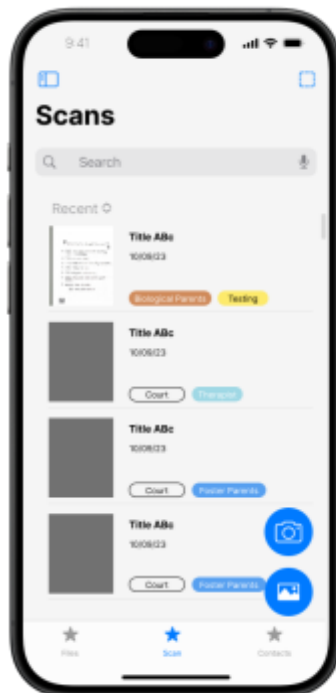 9:41
Scans
Search
Recent
Title ABc
10/09/23
Biological Parents Testing
Title ABc
10/09/23
Court Therapist
Title ABc
10/09/23
Court Foster Parents
Title ABc
10/09/23
Court Foster Parents
Files Scan Contacts